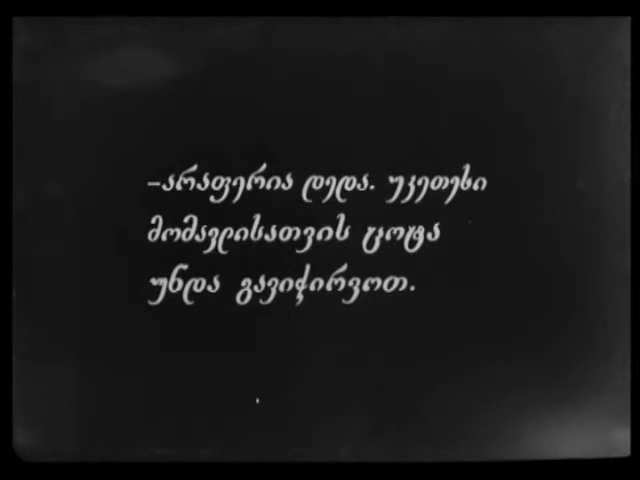 –არაფერია დედა. უკეთესი
მომავლისათვის ცოტა
უნდა გავიჭირვოთ.